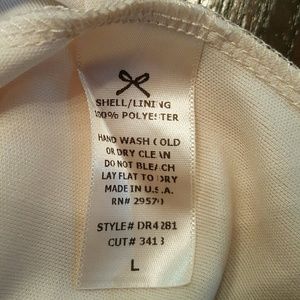 SHELL/LINING
100% POLYESTER
HAND WASH COLD
OR DRY CLEAN
DO NOT BLEACH
LAY FLAT TO DRY
MADE IN U.S.A.
RN# 29570
STYLE# DR4281
CUT# 3413
L